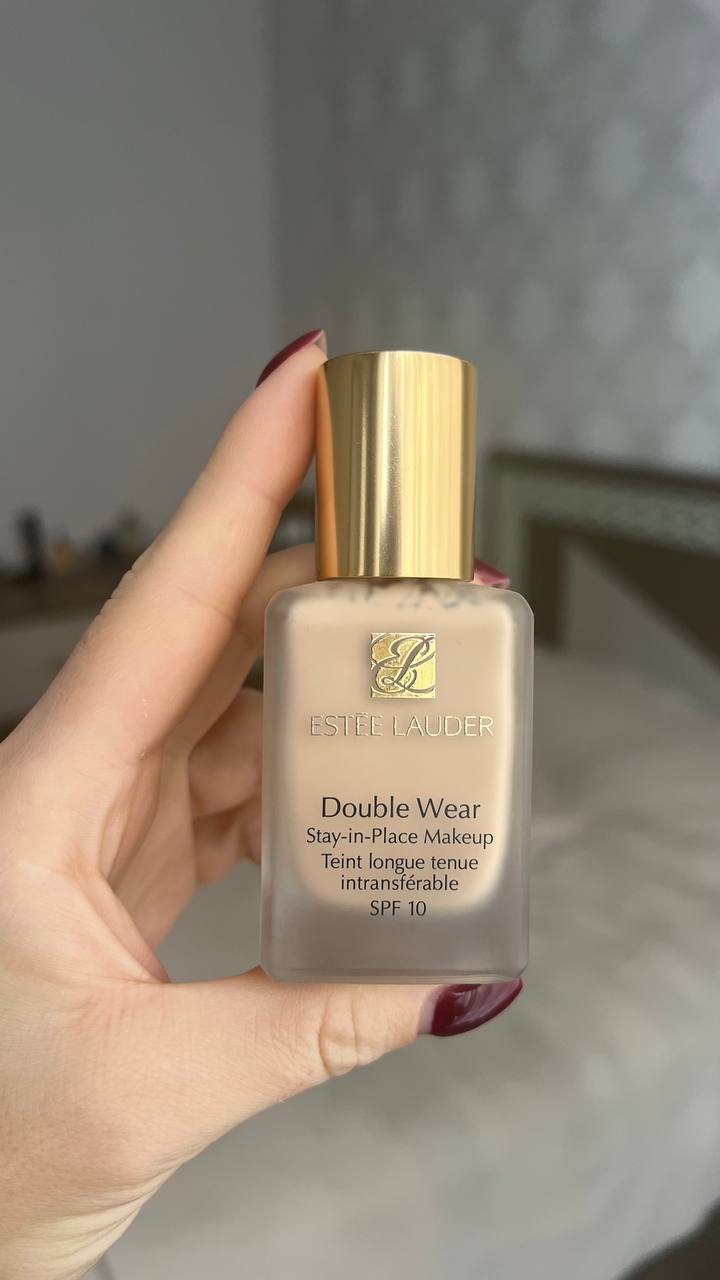 ESTĒE LAUDER
Double Wear
Stay-in-Place Makeup
Teint longue tenue
intransférable
SPF 10